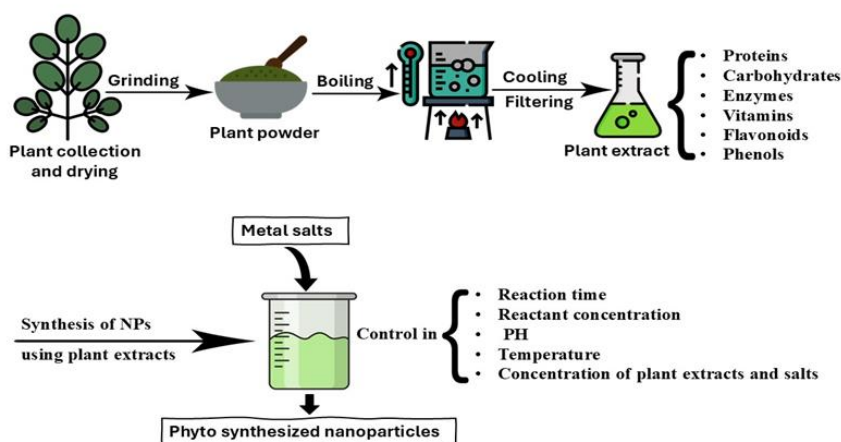 Grinding
Boiling
Cooling
Filtering
Plant collection
and drying
Plant powder
Plant extract
• Proteins
• Carbohydrates
• Enzymes
• Vitamins
• Flavonoids
• Phenols
Metal salts
Synthesis of NPs
using plant extracts
Control in
• Reaction time
• Reactant concentration
• PH
• Temperature
• Concentration of plant extracts and salts
Phyto synthesized nanoparticles